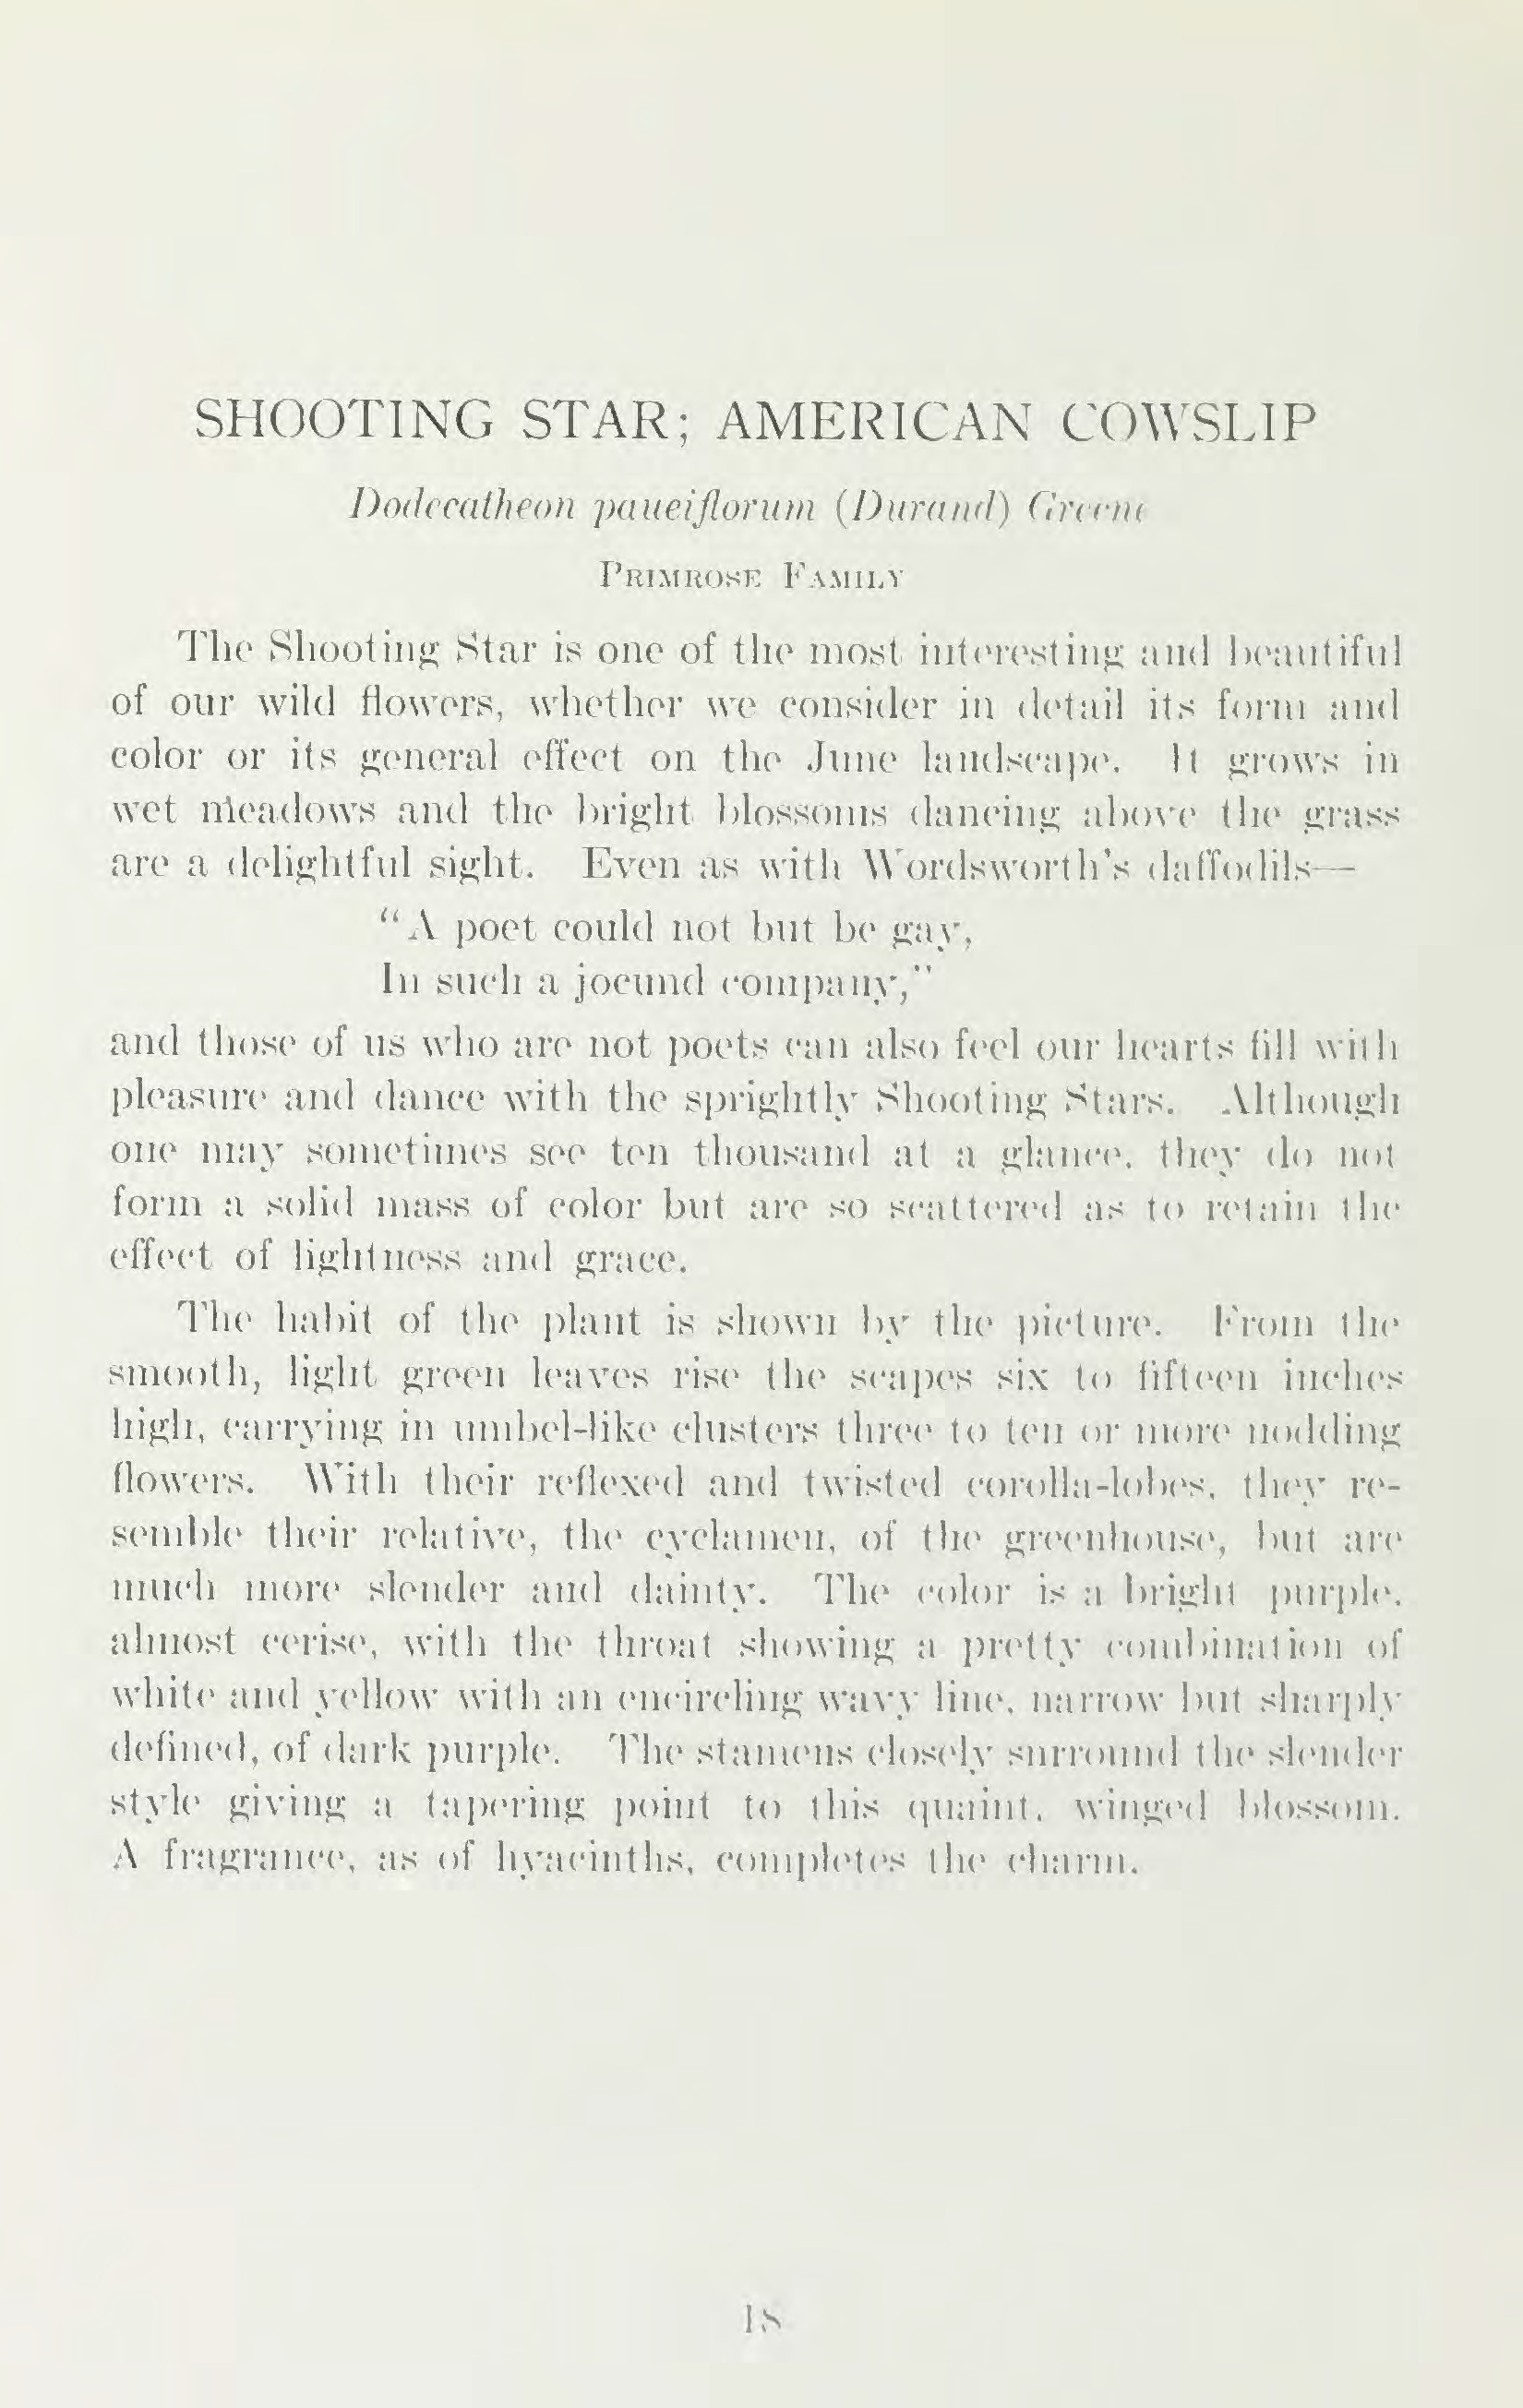 SHOOTING STAR; AMERICAN COWSLIP
Dodecatheon pauciflorum (Durand) Greene
PRIMROSE FAMILY
The Shooting Star is one of the most interesting and beautiful
of our wild flowers, whether we consider in detail its form and
color or its general effect on the June landscape. It grows in
wet meadows and the bright blossoms dancing above the grass
are a delightful sight. Even as with Wordsworth's daffodils—
"A poet could not but be gay,
In such a jocund company,"
and those of us who are not poets can also feel our hearts fill with
pleasure and dance with the sprightly Shooting Stars. Although
one may sometimes see ten thousand at a glance, they do not
form a solid mass of color but are so scattered as to retain the
effect of lightness and grace.
The habit of the plant is shown by the picture. From the
smooth, light green leaves rise the scapes six to fifteen inches
high, carrying in umbel-like clusters three to ten or more nodding
flowers. With their reflexed and twisted corolla-lobes, they re-
semble their relative, the cyclamen, of the greenhouse, but are
much more slender and dainty. The color is a bright purple,
almost cerise, with the throat showing a pretty combination of
white and yellow with an encircling wavy line, narrow but sharply
defined, of dark purple. The stamens closely surround the slender
style giving a tapering point to this quaint, winged blossom.
A fragrance, as of hyacinths, completes the charm.
18